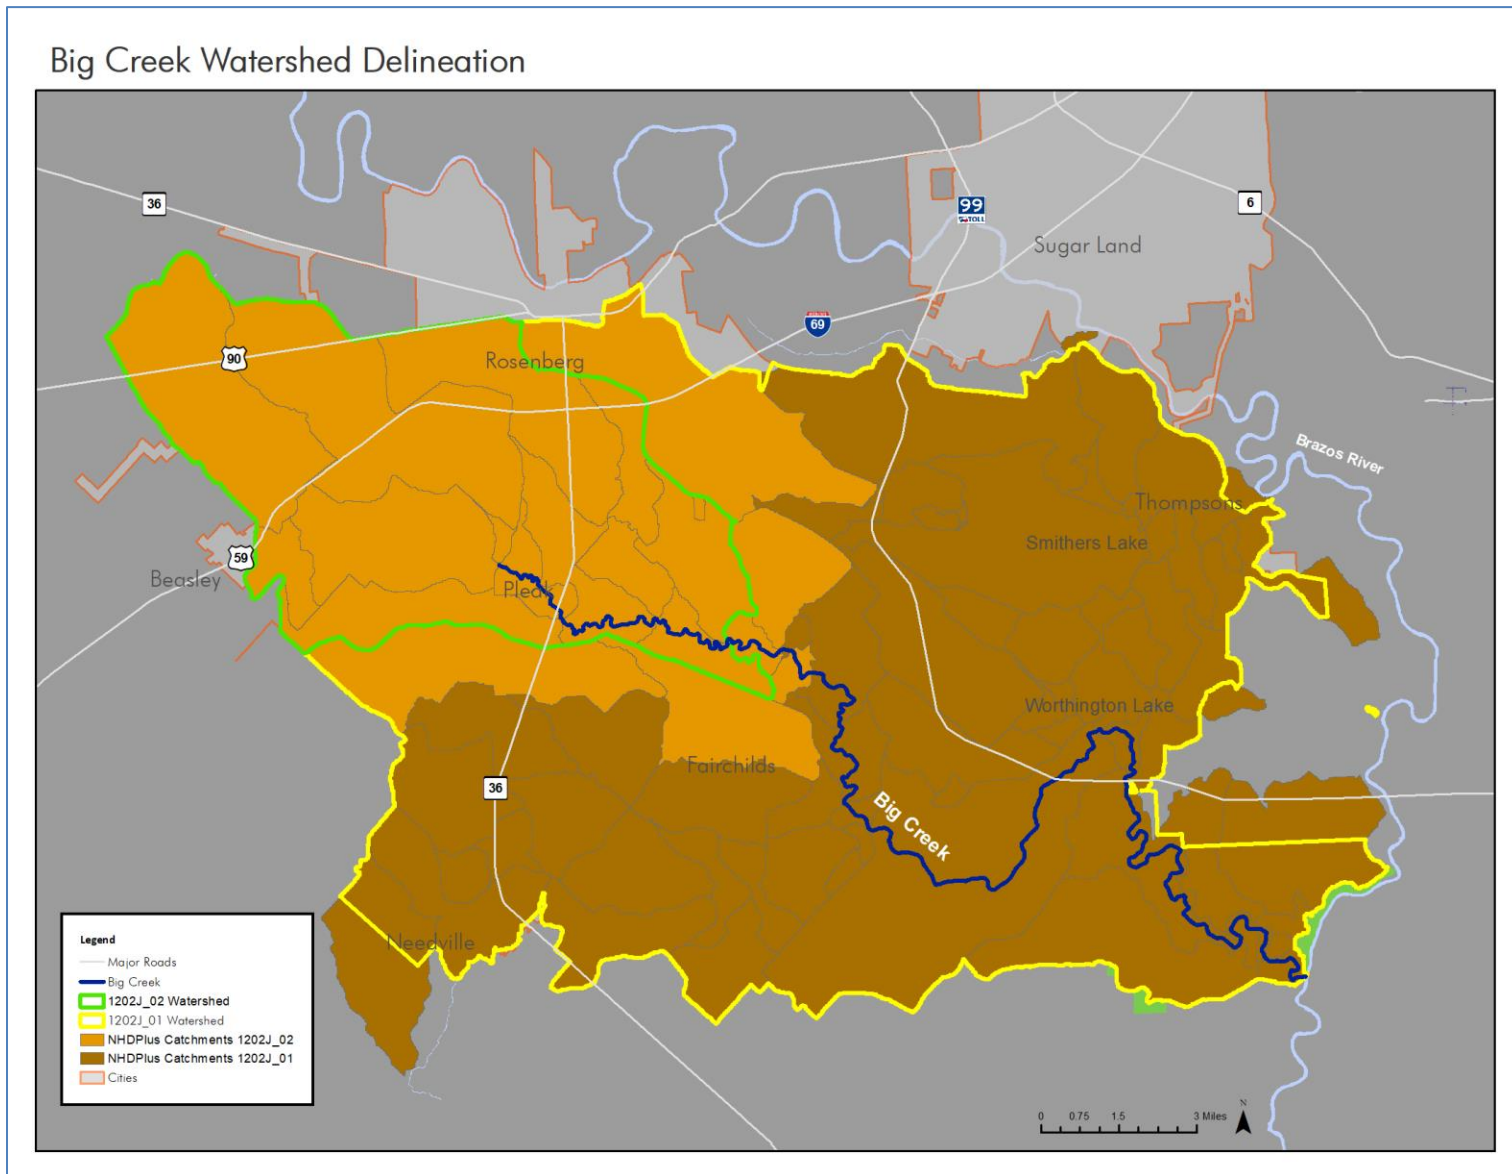 Big Creek Watershed Delineation
36
99
TOLL
6
Sugar Land
69
90
Rosenberg
Brazos River
Thompsons
Smithers Lake
59
Beasley
Pleak
Worthington Lake
Fairchilds
36
Big Creek
Needville
Legend
Major Roads
Big Creek
1202J_02 Watershed
1202J_01 Watershed
NHDPlus Catchments 1202J_02
NHDPlus Catchments 1202J_01
Cities
N
0 0.75 1.5 3 Miles